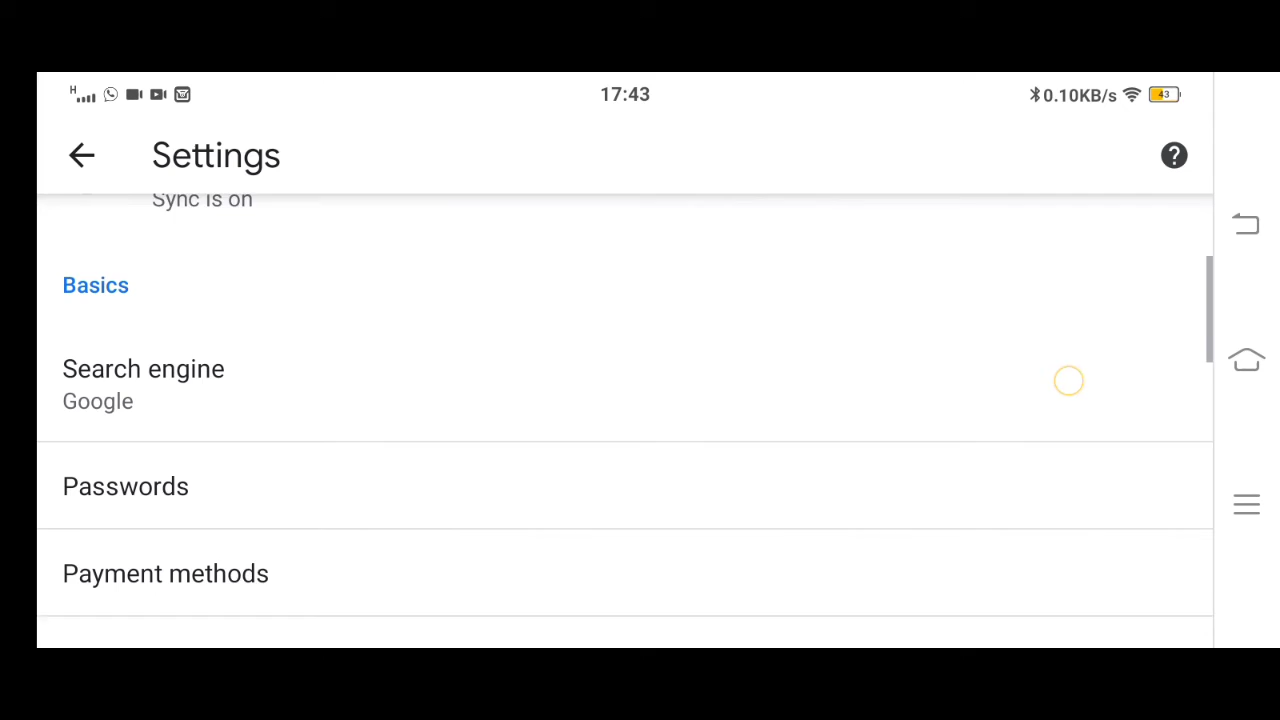 H 17:43 0.10KB/s 43
Settings
Sync is on
Basics
Search engine
Google
Passwords
Payment methods